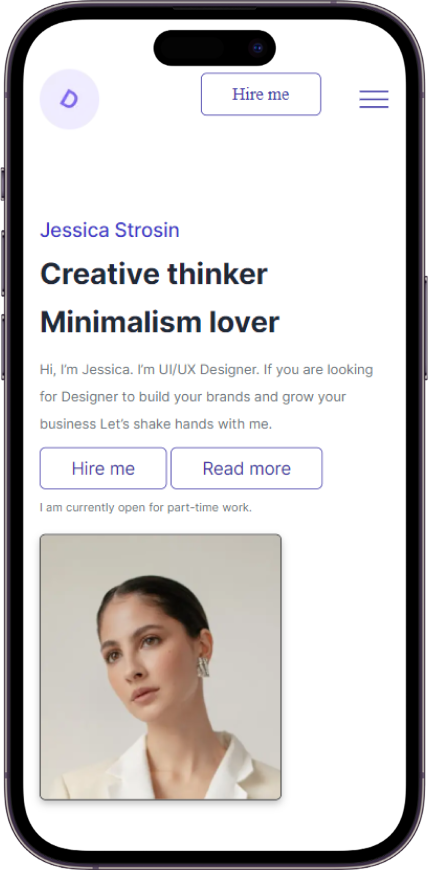 D
Hire me
Jessica Strosin
Creative thinker
Minimalism lover
Hi, I'm Jessica. I'm UI/UX Designer. If you are looking
for Designer to build your brands and grow your
business Let's shake hands with me.
Hire me Read more
I am currently open for part-time work.